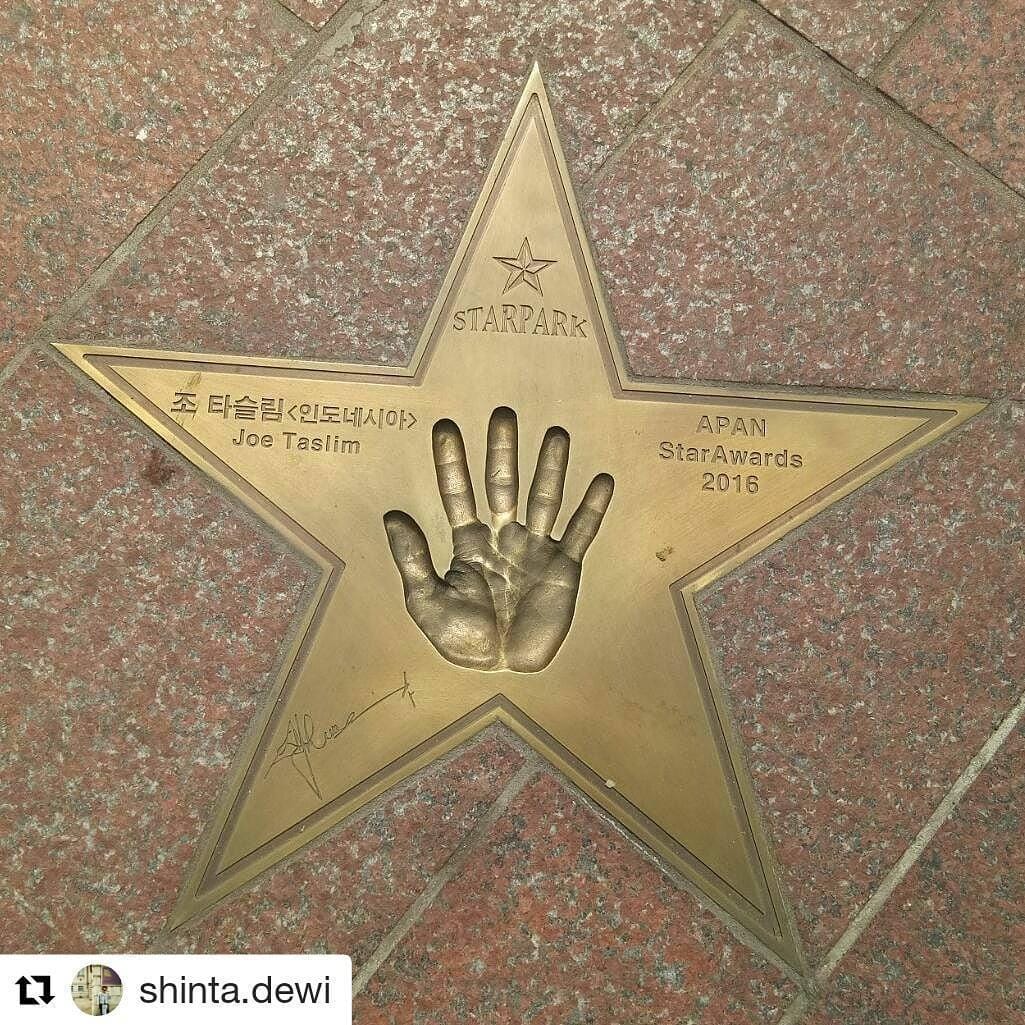 STARPARK
조 타슬림<인도네시아>
Joe Taslim
APAN
StarAwards
2016
shinta.dewi